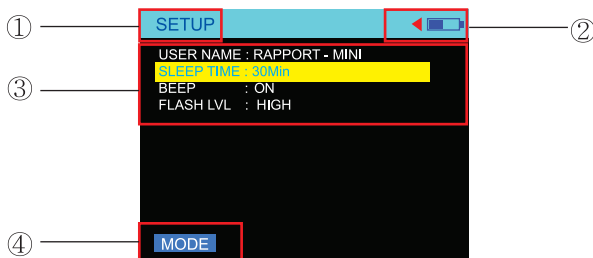 ① SETUP ②
③ USER NAME : RAPPORT - MINI
SLEEP TIME : 30Min
BEEP : ON
FLASH LVL : HIGH
④ MODE